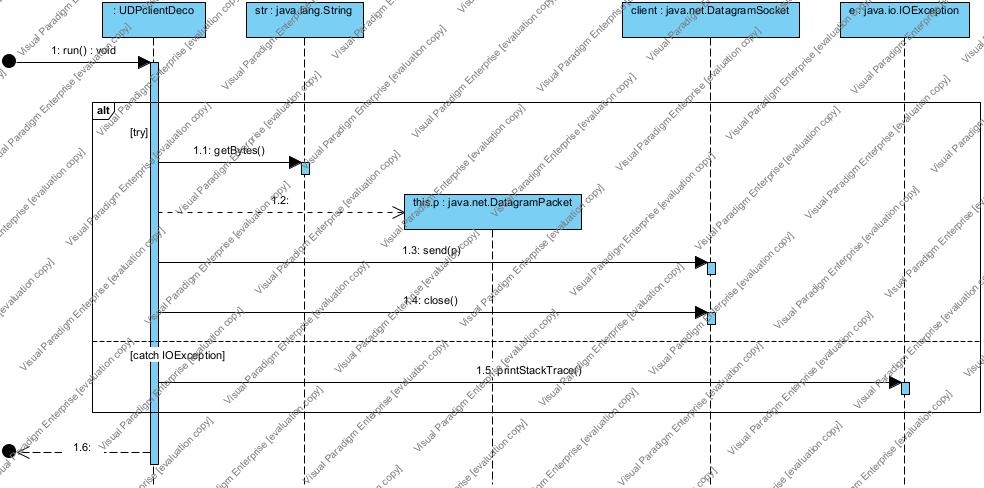 : UDPclientDeco
str : java.lang.String
client : java.net.DatagramSocket
e : java.io.IOException
1: run() : void
alt
[try]
1.1: getBytes()
1.2:
this.p : java.net.DatagramPacket
1.3: send(p)
1.4: close()
[catch IOException]
1.5: printStackTrace()
1.6:
Visual Paradigm Enterprise [evaluation copy]